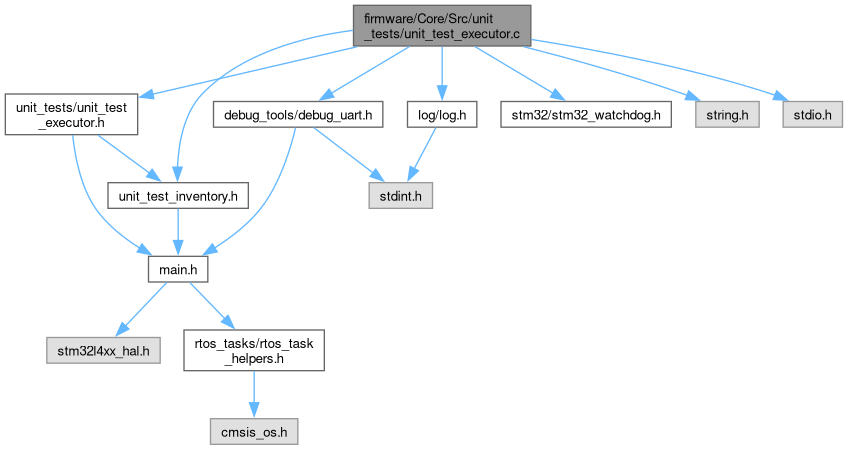 firmware/Core/Src/unit
_tests/unit_test_executor.c
unit_tests/unit_test
_executor.h
debug_tools/debug_uart.h
log/log.h
stm32/stm32_watchdog.h
string.h
stdio.h
unit_test_inventory.h
stdint.h
main.h
stm32l4xx_hal.h
rtos_tasks/rtos_task
_helpers.h
cmsis_os.h